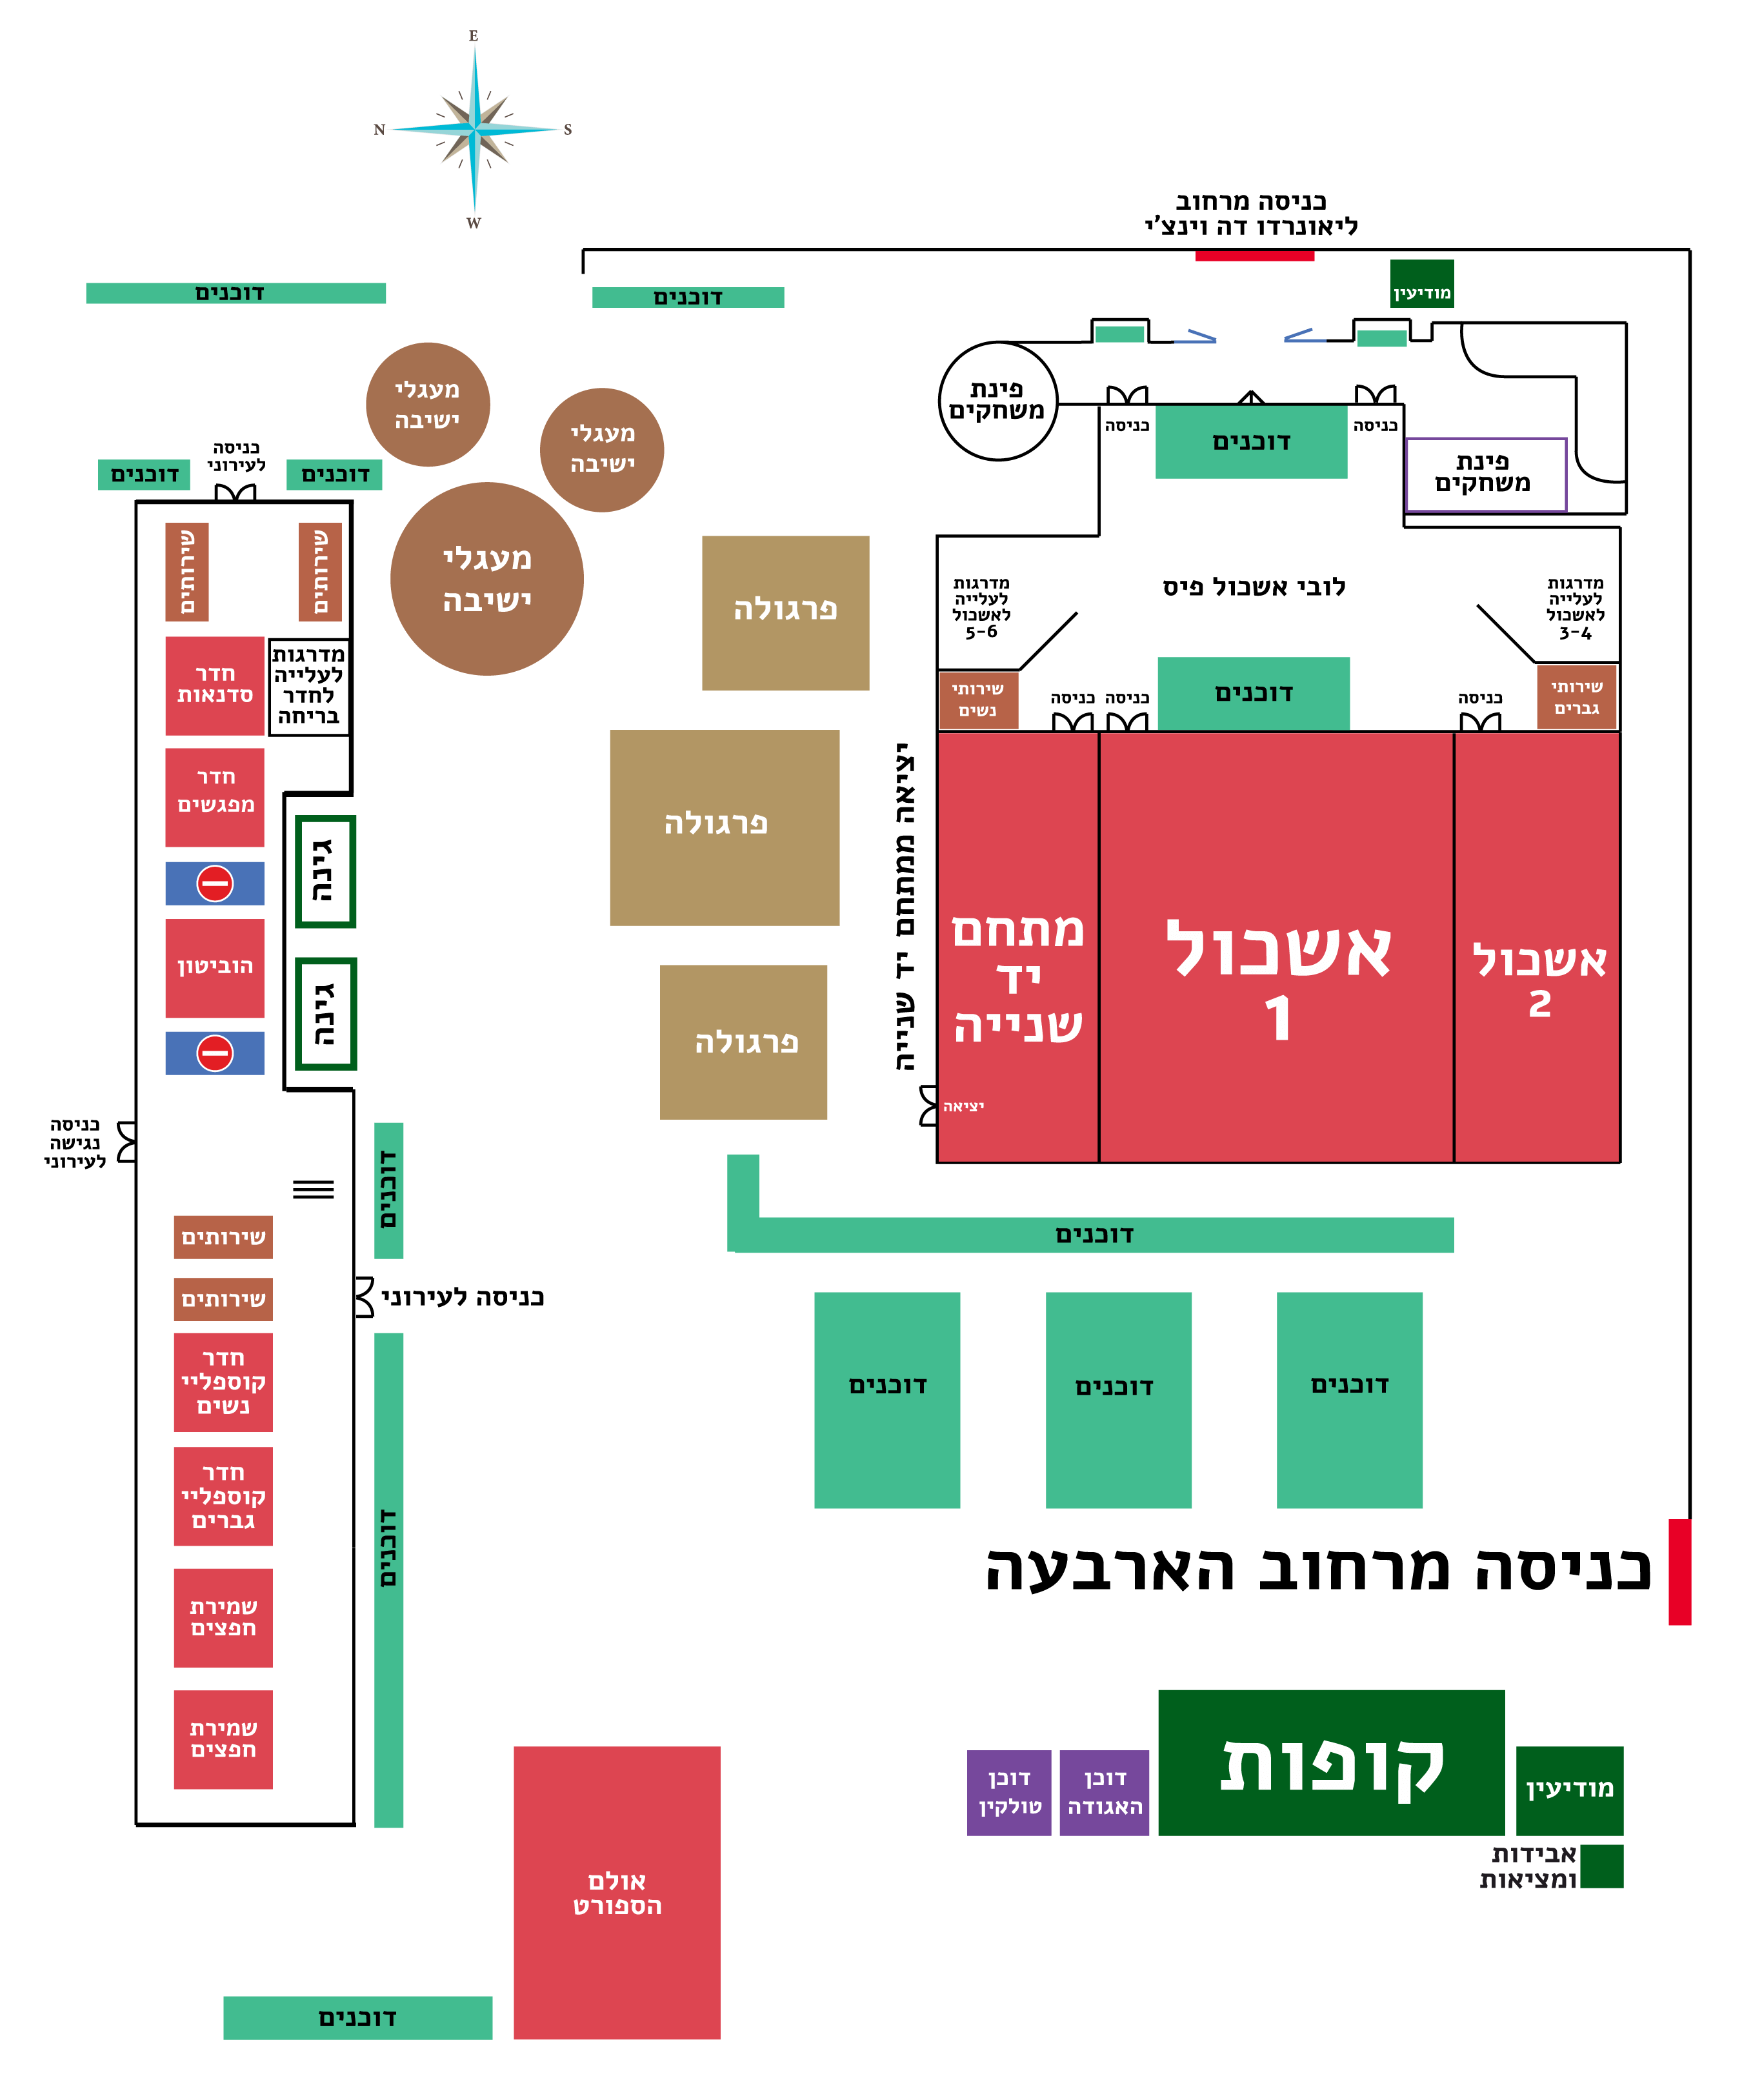 E
N
S
W
כניסה מרחוב
ליאונרדו דה וינצ'י
מודיעין
דוכנים
דוכנים
מעגלי
ישיבה
מעגלי
ישיבה
מעגלי
ישיבה
פינת
משחקים
כניסה
דוכנים
כניסה
פינת
משחקים
כניסה
לעירוני
דוכנים
דוכנים
שירותים
שירותים
חדר
סדנאות
מדרגות
לעלייה
לחדר
בריחה
חדר
מפגשים
גינה
הוביטון
גינה
פרגולה
פרגולה
פרגולה
מדרגות
לעלייה
לאשכול
5-6
לובי אשכול פיס
מדרגות
לעלייה
לאשכול
3-4
שירותי
נשים
כניסה
כניסה
דוכנים
כניסה
שירותי
גברים
יציאה ממתחם יד שנייה
מתחם
יד
שנייה
אשכול
1
אשכול
2
יציאה
כניסה
נגישה
לעירוני
דוכנים
דוכנים
שירותים
שירותים
כניסה לעירוני
חדר
קוספליי
נשים
חדר
קוספליי
גברים
דוכנים
שמירת
חפצים
שמירת
חפצים
דוכנים
דוכנים
דוכנים
כניסה מרחוב הארבעה
קופות
מודיעין
דוכן
האגודה
דוכן
טולקין
אבידות
ומציאות
אולם
הספורט
דוכנים